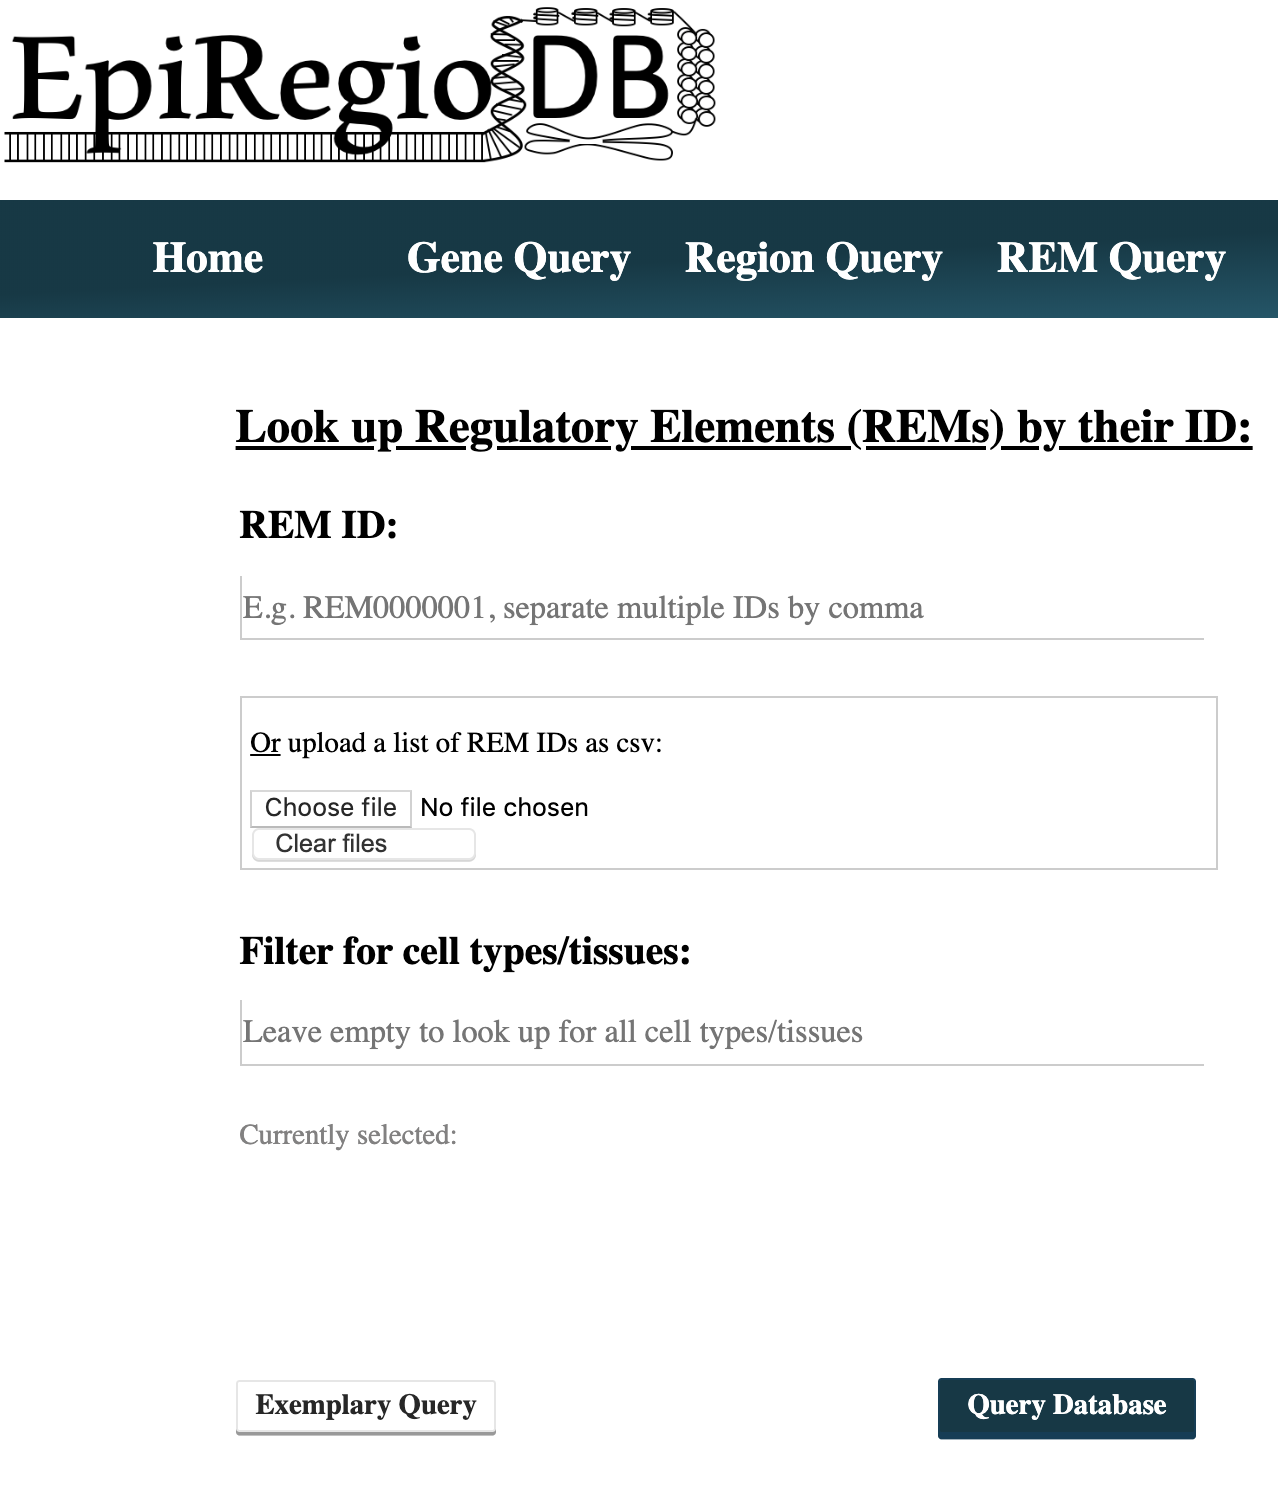 EpiRegio DB
Home Gene Query Region Query REM Query
Look up Regulatory Elements (REMs) by their ID:
REM ID:
E.g. REM0000001, separate multiple IDs by comma
Or upload a list of REM IDs as csv:
Choose file No file chosen
Clear files
Filter for cell types/tissues:
Leave empty to look up for all cell types/tissues
Currently selected:
Exemplary Query Query Database